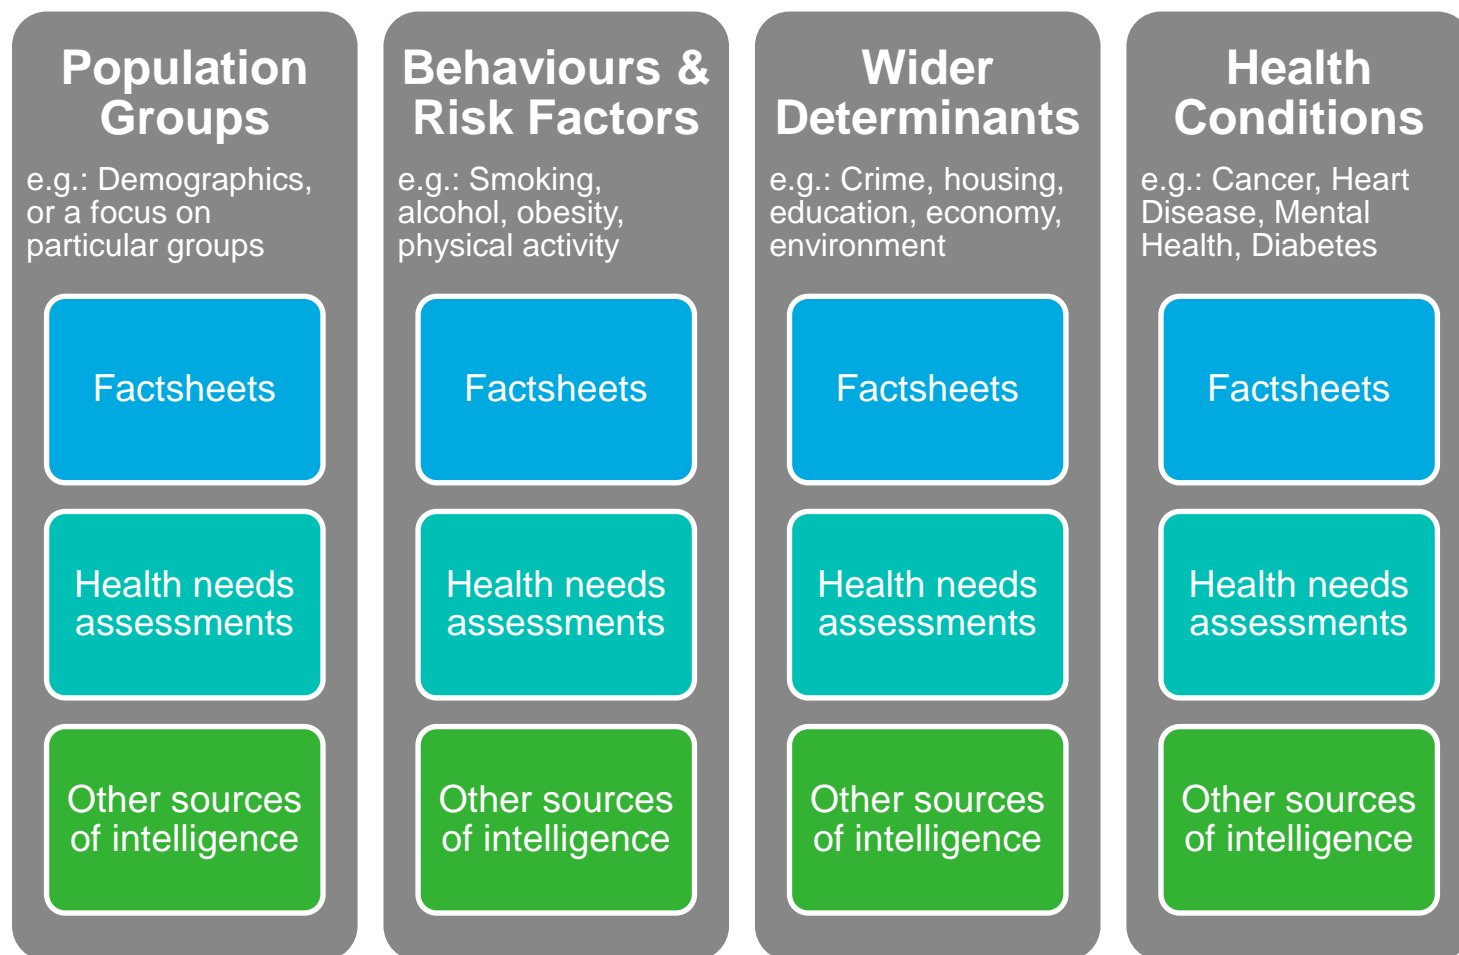 Population
Groups
e.g.: Demographics,
or a focus on
particular groups
Factsheets
Health needs
assessments
Other sources
of intelligence
Behaviours &
Risk Factors
e.g.: Smoking,
alcohol, obesity,
physical activity
Factsheets
Health needs
assessments
Other sources
of intelligence
Wider
Determinants
e.g.: Crime, housing,
education, economy,
environment
Factsheets
Health needs
assessments
Other sources
of intelligence
Health
Conditions
e.g.: Cancer, Heart
Disease, Mental
Health, Diabetes
Factsheets
Health needs
assessments
Other sources
of intelligence